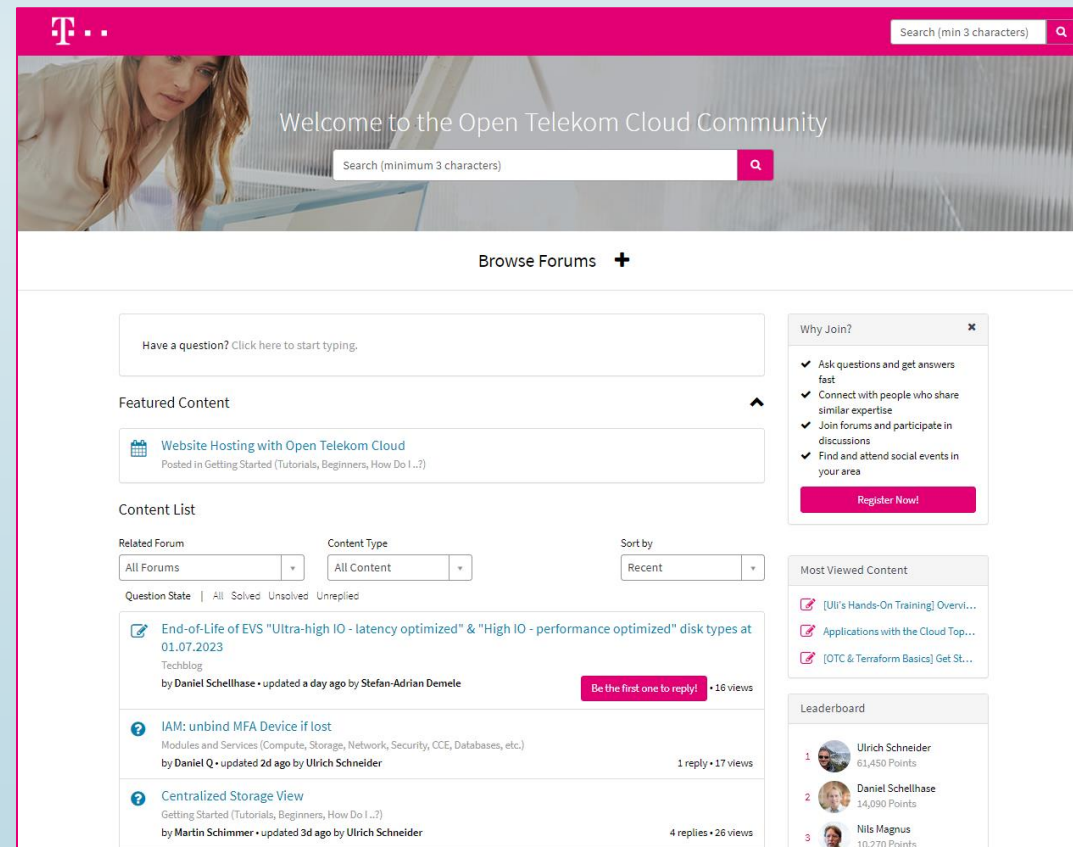 T
Search (min 3 characters)
Welcome to the Open Telekom Cloud Community
Search (minimum 3 characters)
Browse Forums
Have a question? Click here to start typing.
Featured Content
Website Hosting with Open Telekom Cloud
Posted in Getting Started (Tutorials, Beginners, How Do I ..?)
Content List
Related Forum Content Type Sort by
All Forums All Content Recent
Question State | All Solved Unsolved Unreplied
End-of-Life of EVS "Ultra-high IO - latency optimized" & "High IO - performance optimized" disk types at
01.07.2023
Techblog
by Daniel Schellhase • updated a day ago by Stefan-Adrian Demele
Be the first one to reply! • 16 views
IAM: unbind MFA Device if lost
Modules and Services (Compute, Storage, Network, Security, CCE, Databases, etc.)
by Daniel Q • updated 2d ago by Ulrich Schneider 1 reply • 17 views
Centralized Storage View
Getting Started (Tutorials, Beginners, How Do I ..?)
by Martin Schimmer • updated 3d ago by Ulrich Schneider 4 replies • 26 views
Why Join?
Ask questions and get answers
fast
Connect with people who share
similar expertise
Join forums and participate in
discussions
Find and attend social events in
your area
Register Now!
Most Viewed Content
[Uli's Hands-On Training] Overvi...
Applications with the Cloud Top...
[OTC & Terraform Basics] Get St...
Leaderboard
1 Ulrich Schneider
61,450 Points
2 Daniel Schellhase
14,090 Points
3 Nils Magnus
10,270 Points